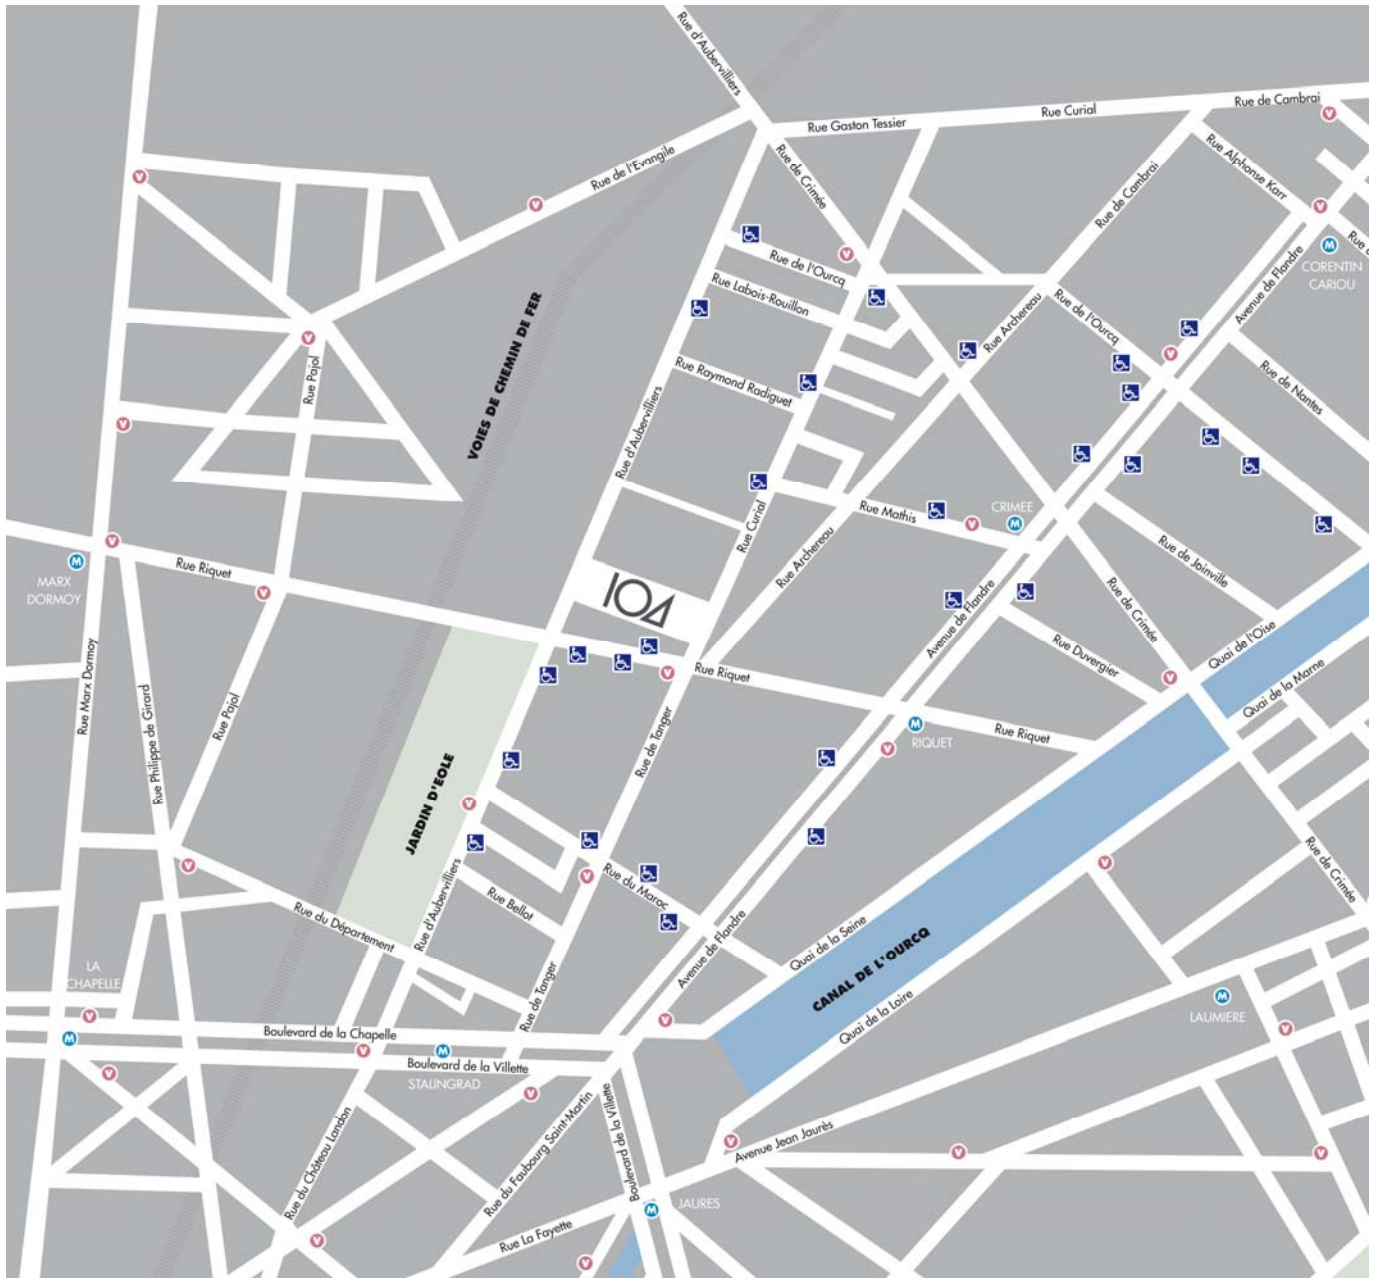 Rue d'Aubervilliers
Rue Gaston Tessier
Rue Curial
Rue de Cambrai
Rue de l'Evangile
Rue de Crimée
Rue Alphonse Karr
Rue de Cambrai
V
M
CORENTIN
CARIOU
Avenue de Flandre
Rue de l'Ourcq
Rue Labois-Rouillon
Rue Archereau
Rue de l'Ourcq
VOIES DE CHEMIN DE FER
Rue Pajol
Rue Raymond Radiguet
Rue de Nantes
Rue d'Aubervilliers
Rue Curial
Rue Mathis
CRIMEE
M
Rue Archereau
Rue de Joinville
M
MARX
DORMOY
Rue Riquet
104
Avenue de Flandre
Rue de Crimée
Rue Duvergier
Quai de l'Oise
Quai de la Marne
Rue Marx Dormoy
Rue Philippe de Girard
Rue Pajol
Rue Riquet
Rue de Tanger
M
RIQUET
Rue Riquet
JARDIN D'EOLE
Rue d'Aubervilliers
Rue Bellot
Rue du Maroc
Rue de Crimée
Rue du Département
Avenue de Flandre
Quai de la Seine
CANAL DE L'OURCQ
Quai de la Loire
LA
CHAPELLE
M
Rue de Tanger
M
LAUMIERE
Boulevard de la Chapelle
M
STALINGRAD
Boulevard de la Villette
Rue du Château Landon
Rue du Faubourg Saint-Martin
Boulevard de la Villette
Avenue Jean Jaurès
M
JAURES
Rue La Fayette